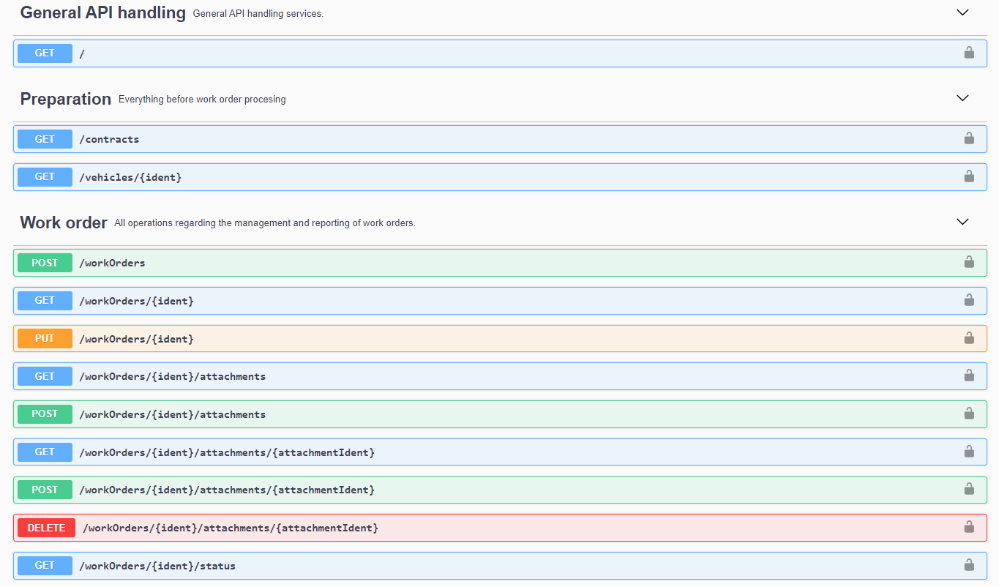 General API handling General API handling services.
GET /
Preparation Everything before work order procesing
GET /contracts
GET /vehicles/{ident}
Work order All operations regarding the management and reporting of work orders.
POST /workOrders
GET /workOrders/{ident}
PUT /workOrders/{ident}
GET /workOrders/{ident}/attachments
POST /workOrders/{ident}/attachments
GET /workOrders/{ident}/attachments/{attachmentIdent}
POST /workOrders/{ident}/attachments/{attachmentIdent}
DELETE /workOrders/{ident}/attachments/{attachmentIdent}
GET /workOrders/{ident}/status